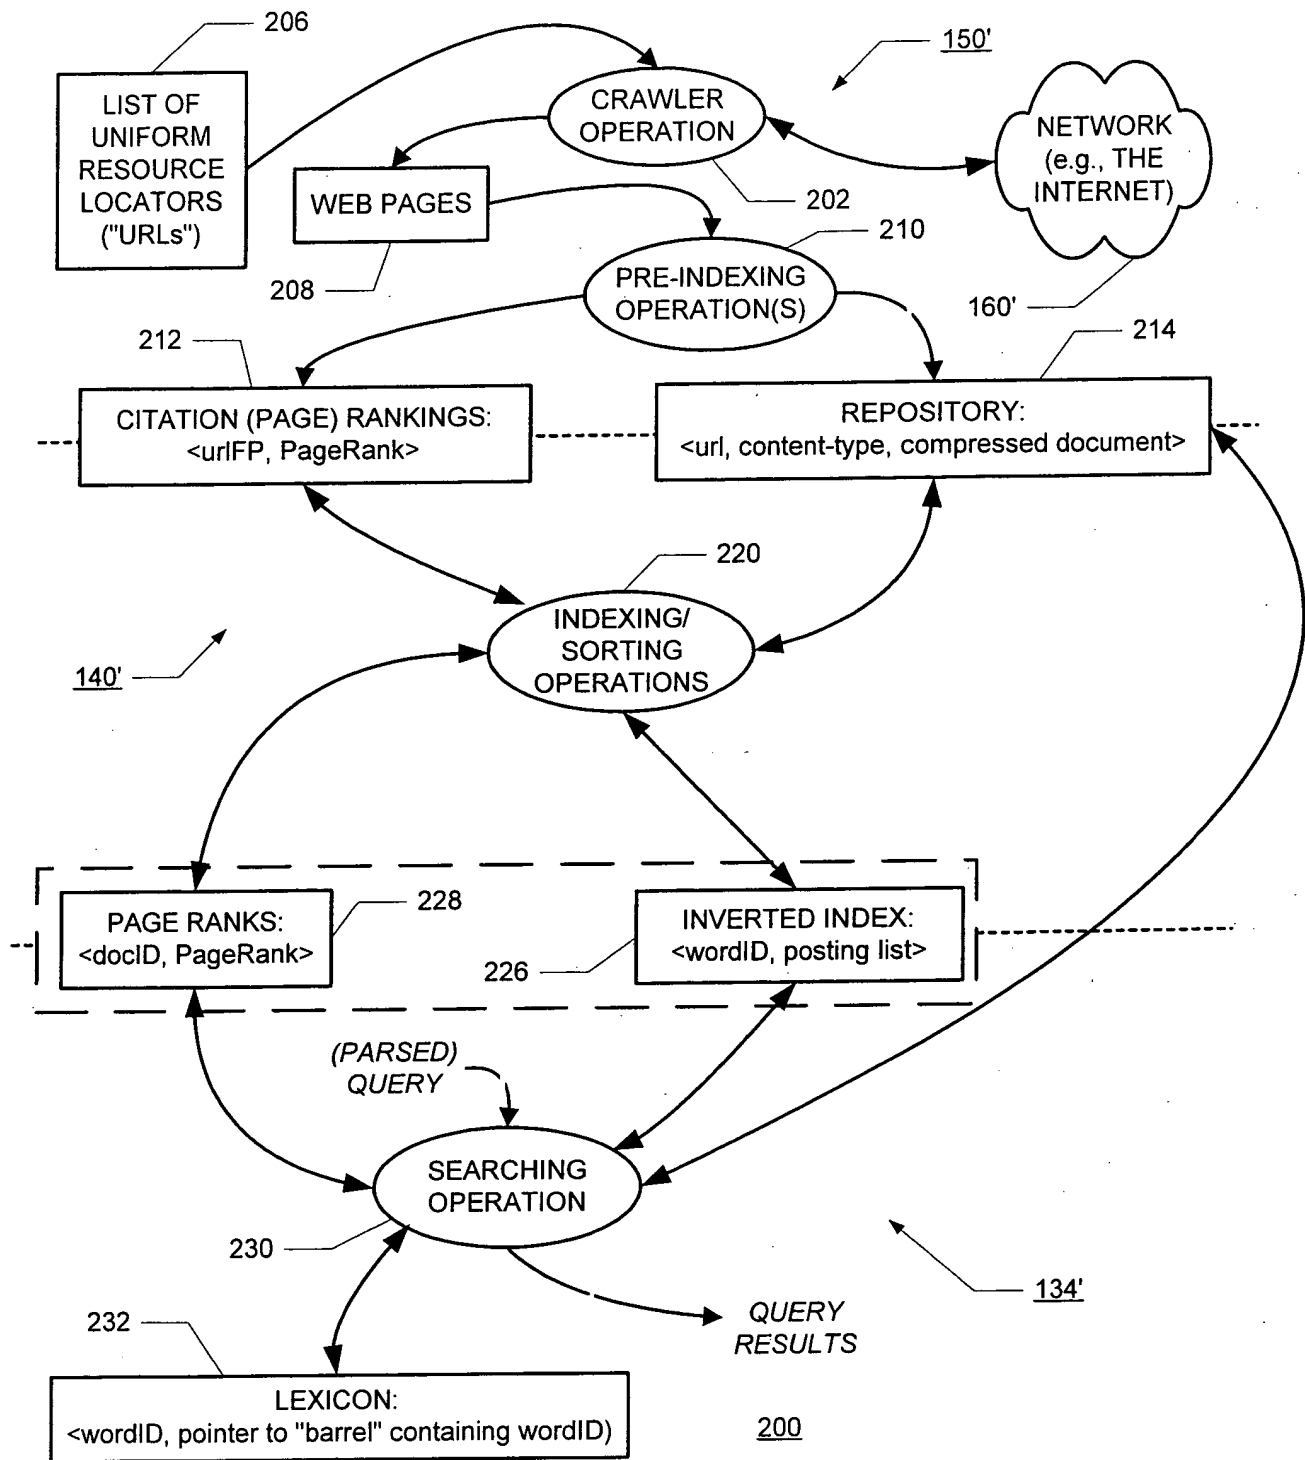 206
150'
LIST OF
UNIFORM
RESOURCE
LOCATORS
("URLs")
CRAWLER
OPERATION
NETWORK
(e.g., THE
INTERNET)
WEB PAGES
202
210
208
PRE-INDEXING
OPERATION(S)
160'
212
214
CITATION (PAGE) RANKINGS:
<urlFP, PageRank>
REPOSITORY:
<url, content-type, compressed document>
220
INDEXING/
SORTING
OPERATIONS
140'
PAGE RANKS:
<docID, PageRank>
228
INVERTED INDEX:
<wordID, posting list>
226
(PARSED)
QUERY
SEARCHING
OPERATION
230
134'
QUERY
RESULTS
232
LEXICON:
<wordID, pointer to "barrel" containing wordID)
200